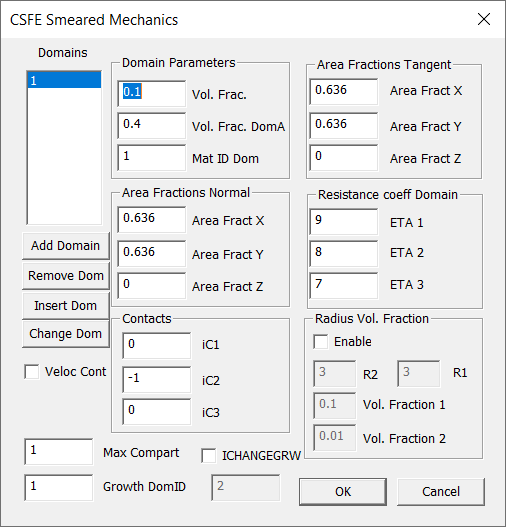 CSFE Smeared Mechanics
Domains
1
Add Domain
Remove Dom
Insert Dom
Change Dom
Veloc Cont
Domain Parameters
0.1 Vol. Frac.
0.4 Vol. Frac. DomA
1 Mat ID Dom
Area Fractions Tangent
0.636 Area Fract X
0.636 Area Fract Y
0 Area Fract Z
Area Fractions Normal
0.636 Area Fract X
0.636 Area Fract Y
0 Area Fract Z
Resistance coeff Domain
9 ETA 1
8 ETA 2
7 ETA 3
Contacts
0 iC1
-1 iC2
0 iC3
Radius Vol. Fraction
Enable
3 R2 3 R1
0.1 Vol. Fraction 1
0.01 Vol. Fraction 2
1 Max Compart ICHANGEGRW
1 Growth DomID 2
OK Cancel